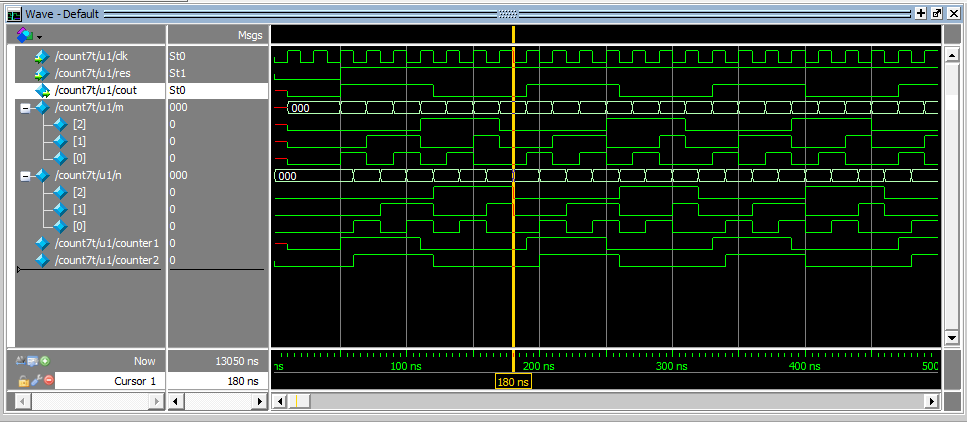 Wave - Default
Msgs
/count7t/u1/clk St0
/count7t/u1/res St1
/count7t/u1/cout St0
/count7t/u1/m 000 000
[2] 0
[1] 0
[0] 0
/count7t/u1/n 000 000
[2] 0
[1] 0
[0] 0
/count7t/u1/counter1 0
/count7t/u1/counter2 0
Now 13050 ns ns 100 ns 200 ns 300 ns 400 ns 500
Cursor 1 180 ns 180 ns